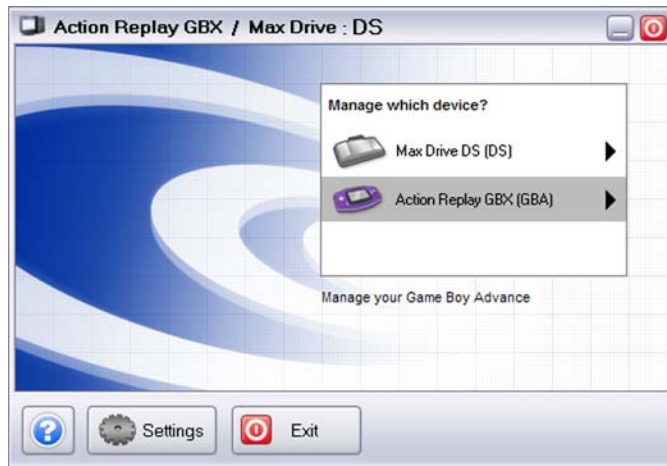 Action Replay GBX / Max Drive : DS
Manage which device?
Max Drive DS (DS)
Action Replay GBX (GBA)
Manage your Game Boy Advance
? Settings Exit